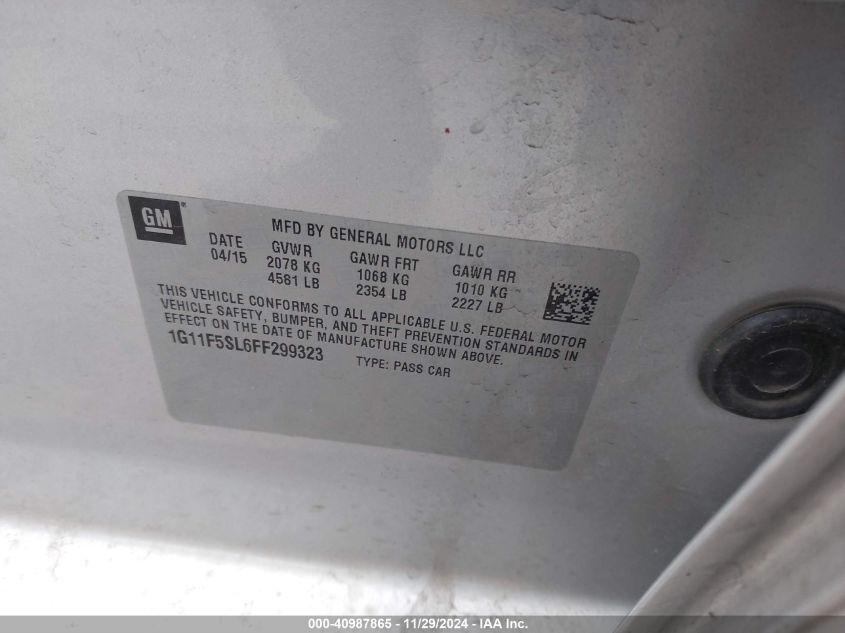 GM
MFD BY GENERAL MOTORS LLC
DATE GVWR GAWR FRT GAWR RR
04/15 2078 KG 1068 KG 1010 KG
4581 LB 2354 LB 2227 LB
THIS VEHICLE CONFORMS TO ALL APPLICABLE U.S. FEDERAL MOTOR
VEHICLE SAFETY, BUMPER, AND THEFT PREVENTION STANDARDS IN
EFFECT ON THE DATE OF MANUFACTURE SHOWN ABOVE.
1G11F5SL6FF299323 TYPE: PASS CAR
000-40987865 - 11/29/2024 - IAA Inc.